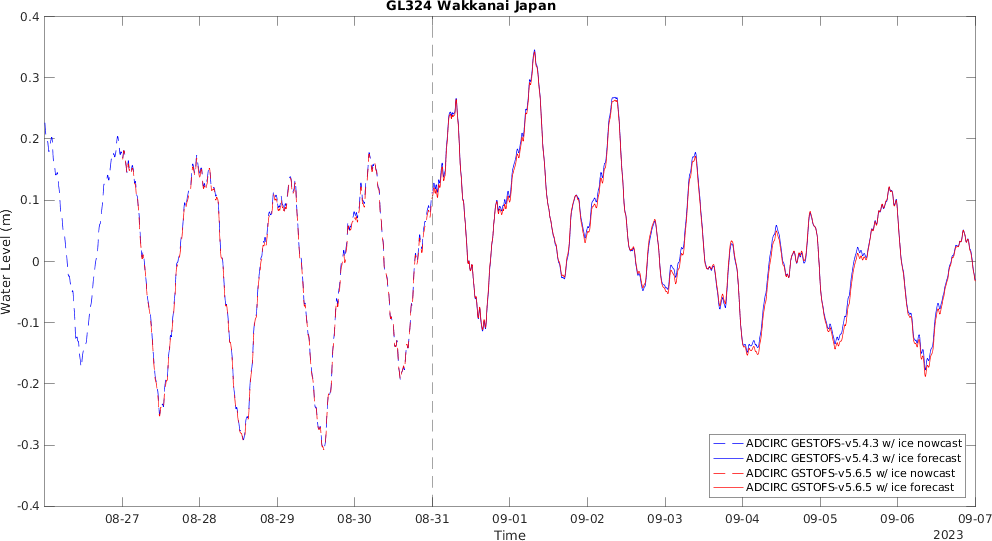 GL324 Wakkanai Japan
0.4
0.3
0.2
0.1
0
-0.1
-0.2
-0.3
-0.4
Water Level (m)
08-27 08-28 08-29 08-30 08-31 09-01 09-02 09-03 09-04 09-05 09-06 09-07
Time
2023
ADCIRC GESTOFS-v5.4.3 w/ ice nowcast
ADCIRC GESTOFS-v5.4.3 w/ ice forecast
ADCIRC GSTOFS-v5.6.5 w/ ice nowcast
ADCIRC GSTOFS-v5.6.5 w/ ice forecast